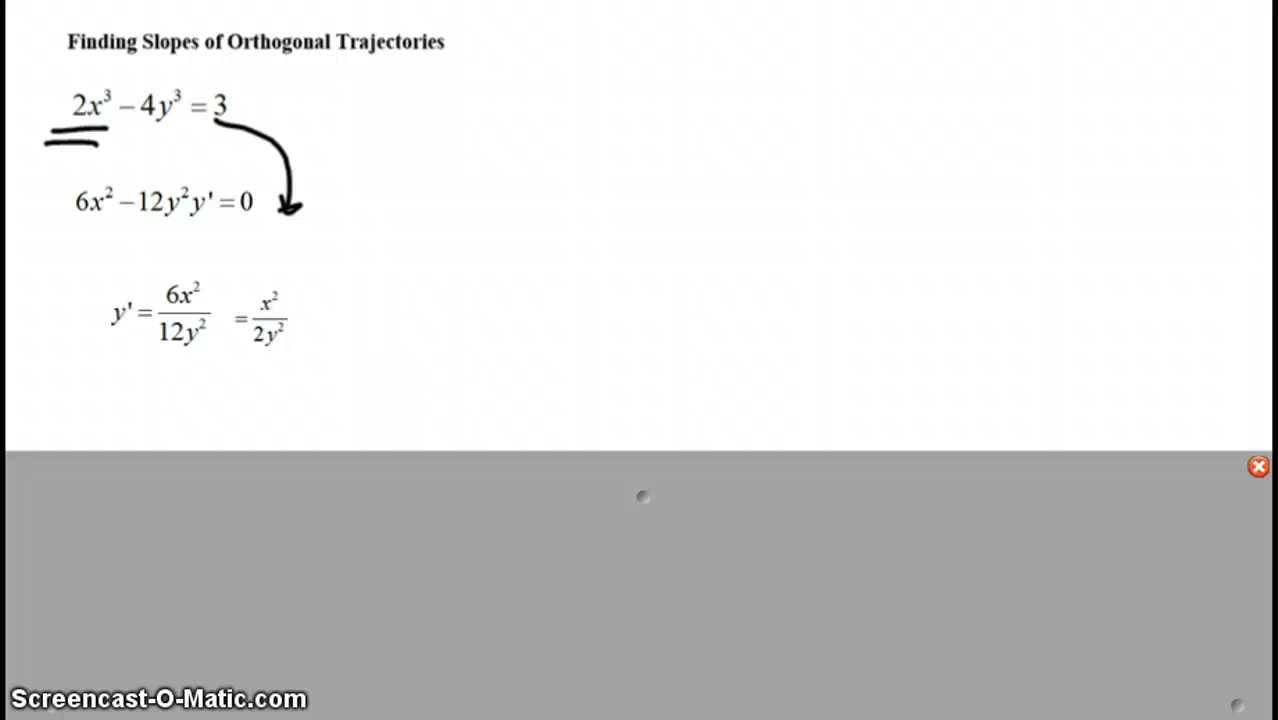 Finding Slopes of Orthogonal Trajectories
2x³ − 4y³ = 3
6x² − 12y²y' = 0
y' = 6x²/12y² = x²/2y²
Screencast-O-Matic.com